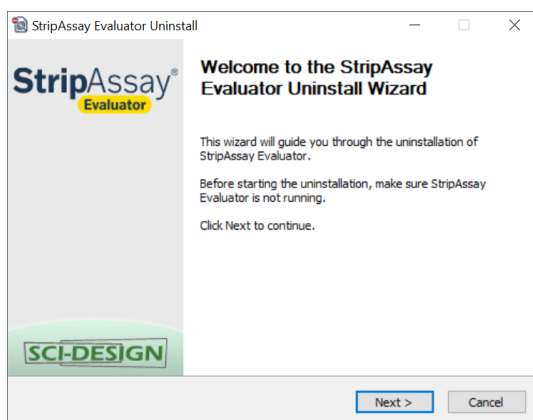 StripAssay Evaluator Uninstall
StripAssay®
Evaluator
Welcome to the StripAssay
Evaluator Uninstall Wizard
This wizard will guide you through the uninstallation of
StripAssay Evaluator.
Before starting the uninstallation, make sure StripAssay
Evaluator is not running.
Click Next to continue.
SCI-DESIGN
Next >
Cancel